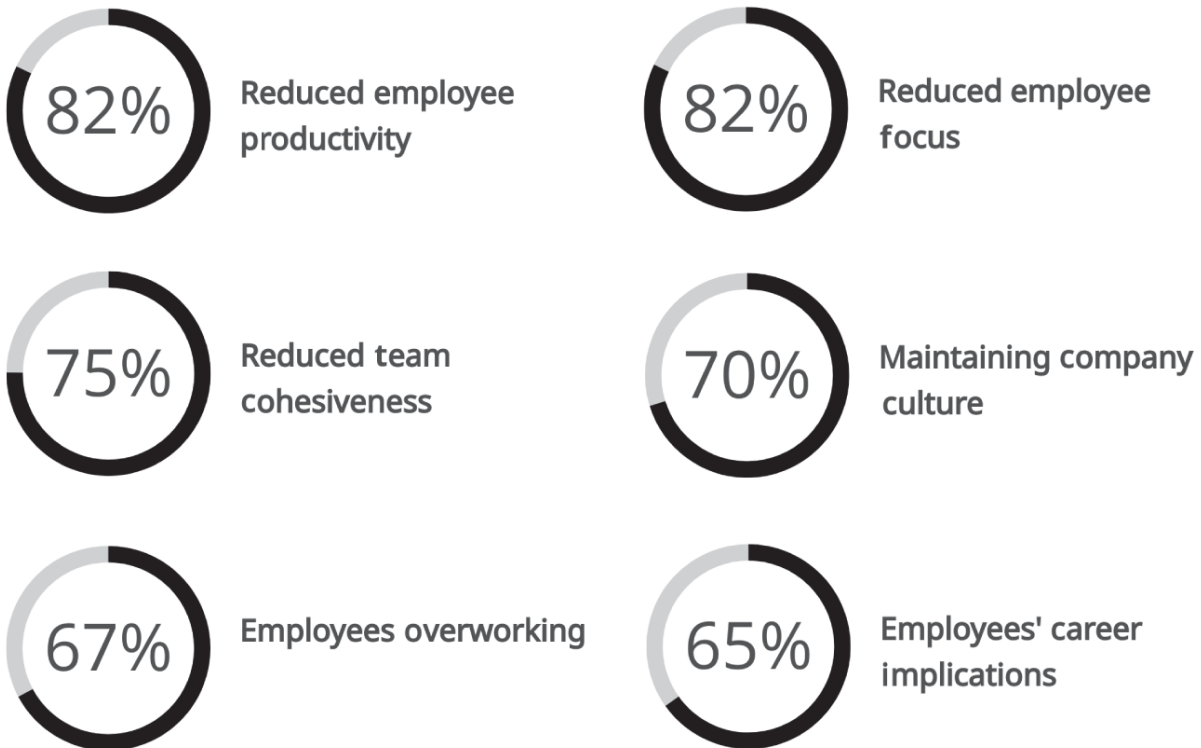 82%
Reduced employee
productivity
82%
Reduced employee
focus
75%
Reduced team
cohesiveness
70%
Maintaining company
culture
67%
Employees overworking
65%
Employees' career
implications